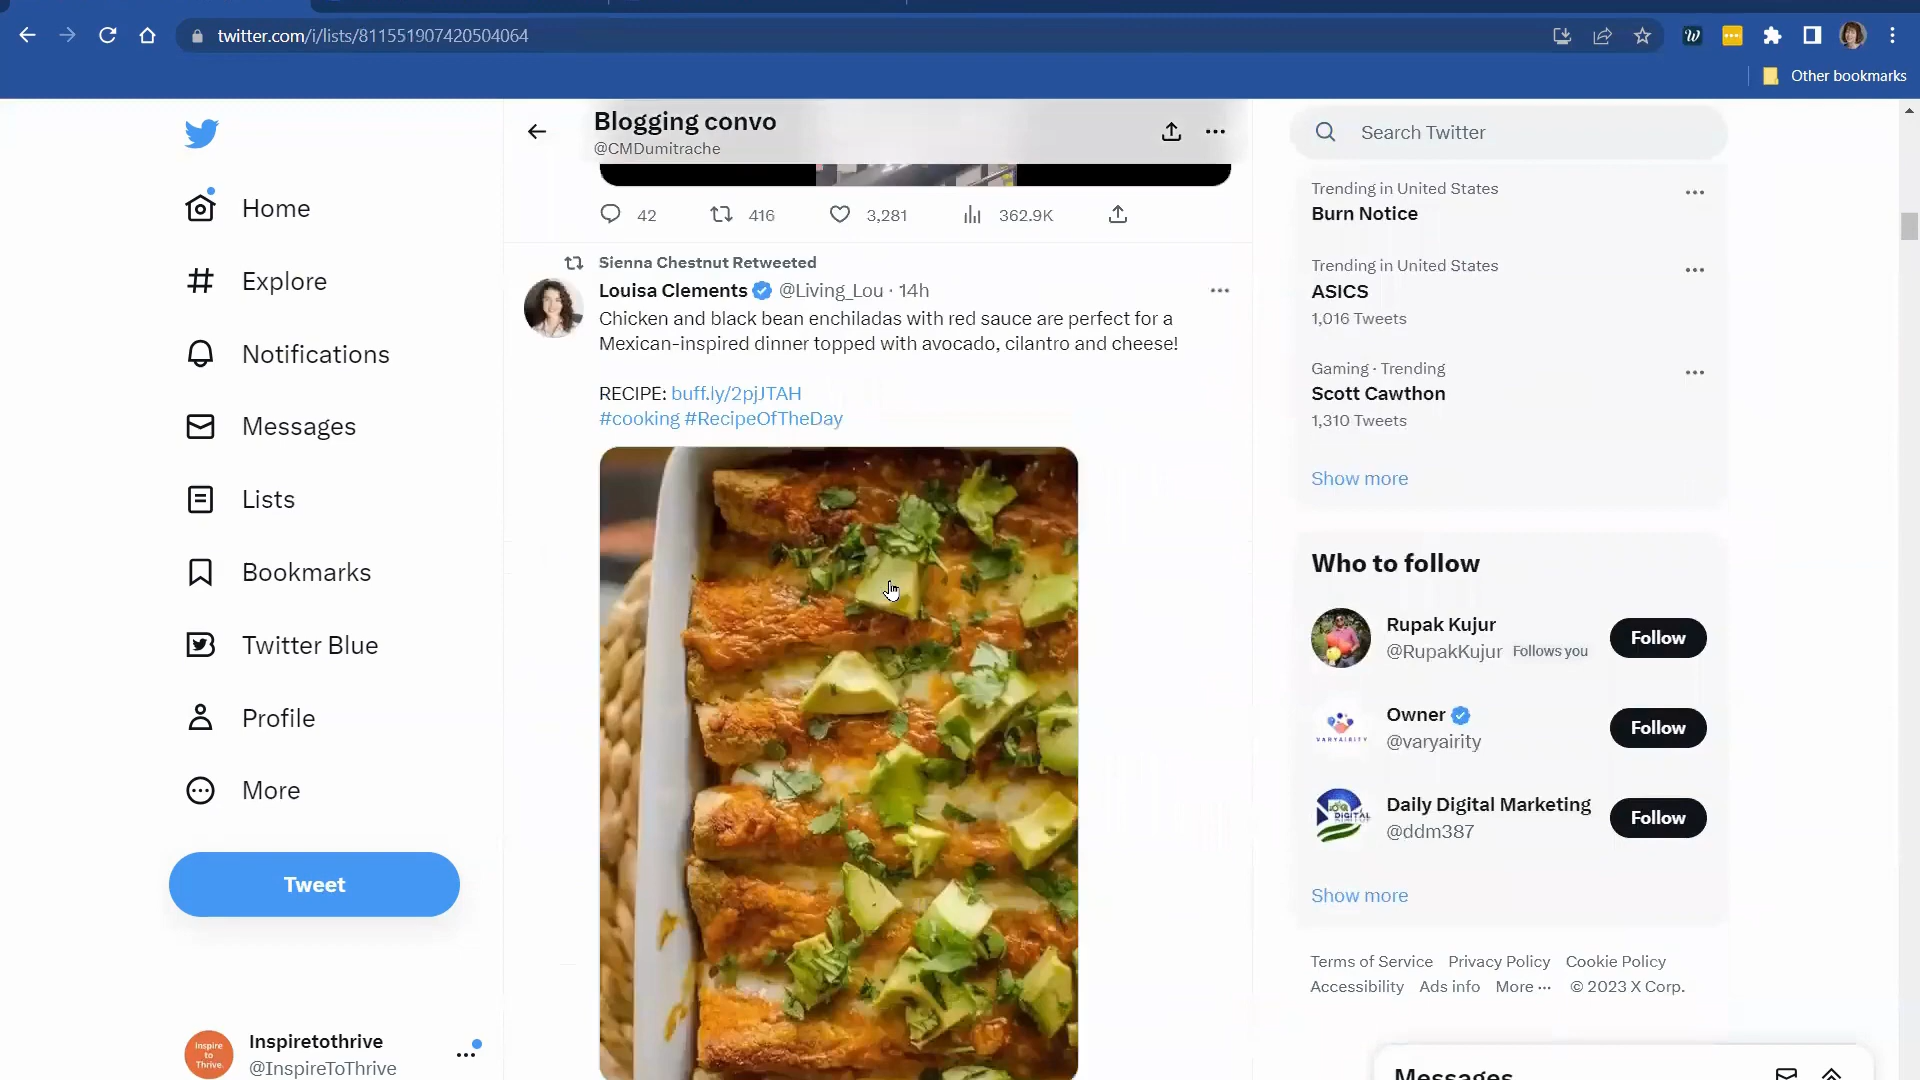 twitter.com/i/lists/811551907420504064
Other bookmarks
Home
Explore
Notifications
Messages
Lists
Bookmarks
Twitter Blue
Profile
More
Tweet
Inspire
to
Thrive
Inspiretothrive
@InspireToThrive
Blogging convo
@CMDumitrache
42
416
3,281
362.9K
Sienna Chestnut Retweeted
Louisa Clements @Living_Lou · 14h
Chicken and black bean enchiladas with red sauce are perfect for a
Mexican-inspired dinner topped with avocado, cilantro and cheese!
RECIPE: buff.ly/2pjJTAH
#cooking #RecipeOfTheDay
Search Twitter
Trending in United States
Burn Notice
Trending in United States
ASICS
1,016 Tweets
Gaming · Trending
Scott Cawthon
1,310 Tweets
Show more
Who to follow
Rupak Kujur
@RupakKujur Follows you
Follow
VARYAIRITY
Owner
@varyairity
Follow
DIGITAL
Daily Digital Marketing
@ddm387
Follow
Show more
Terms of Service Privacy Policy Cookie Policy
Accessibility Ads info More ··· © 2023 X Corp.
Messages